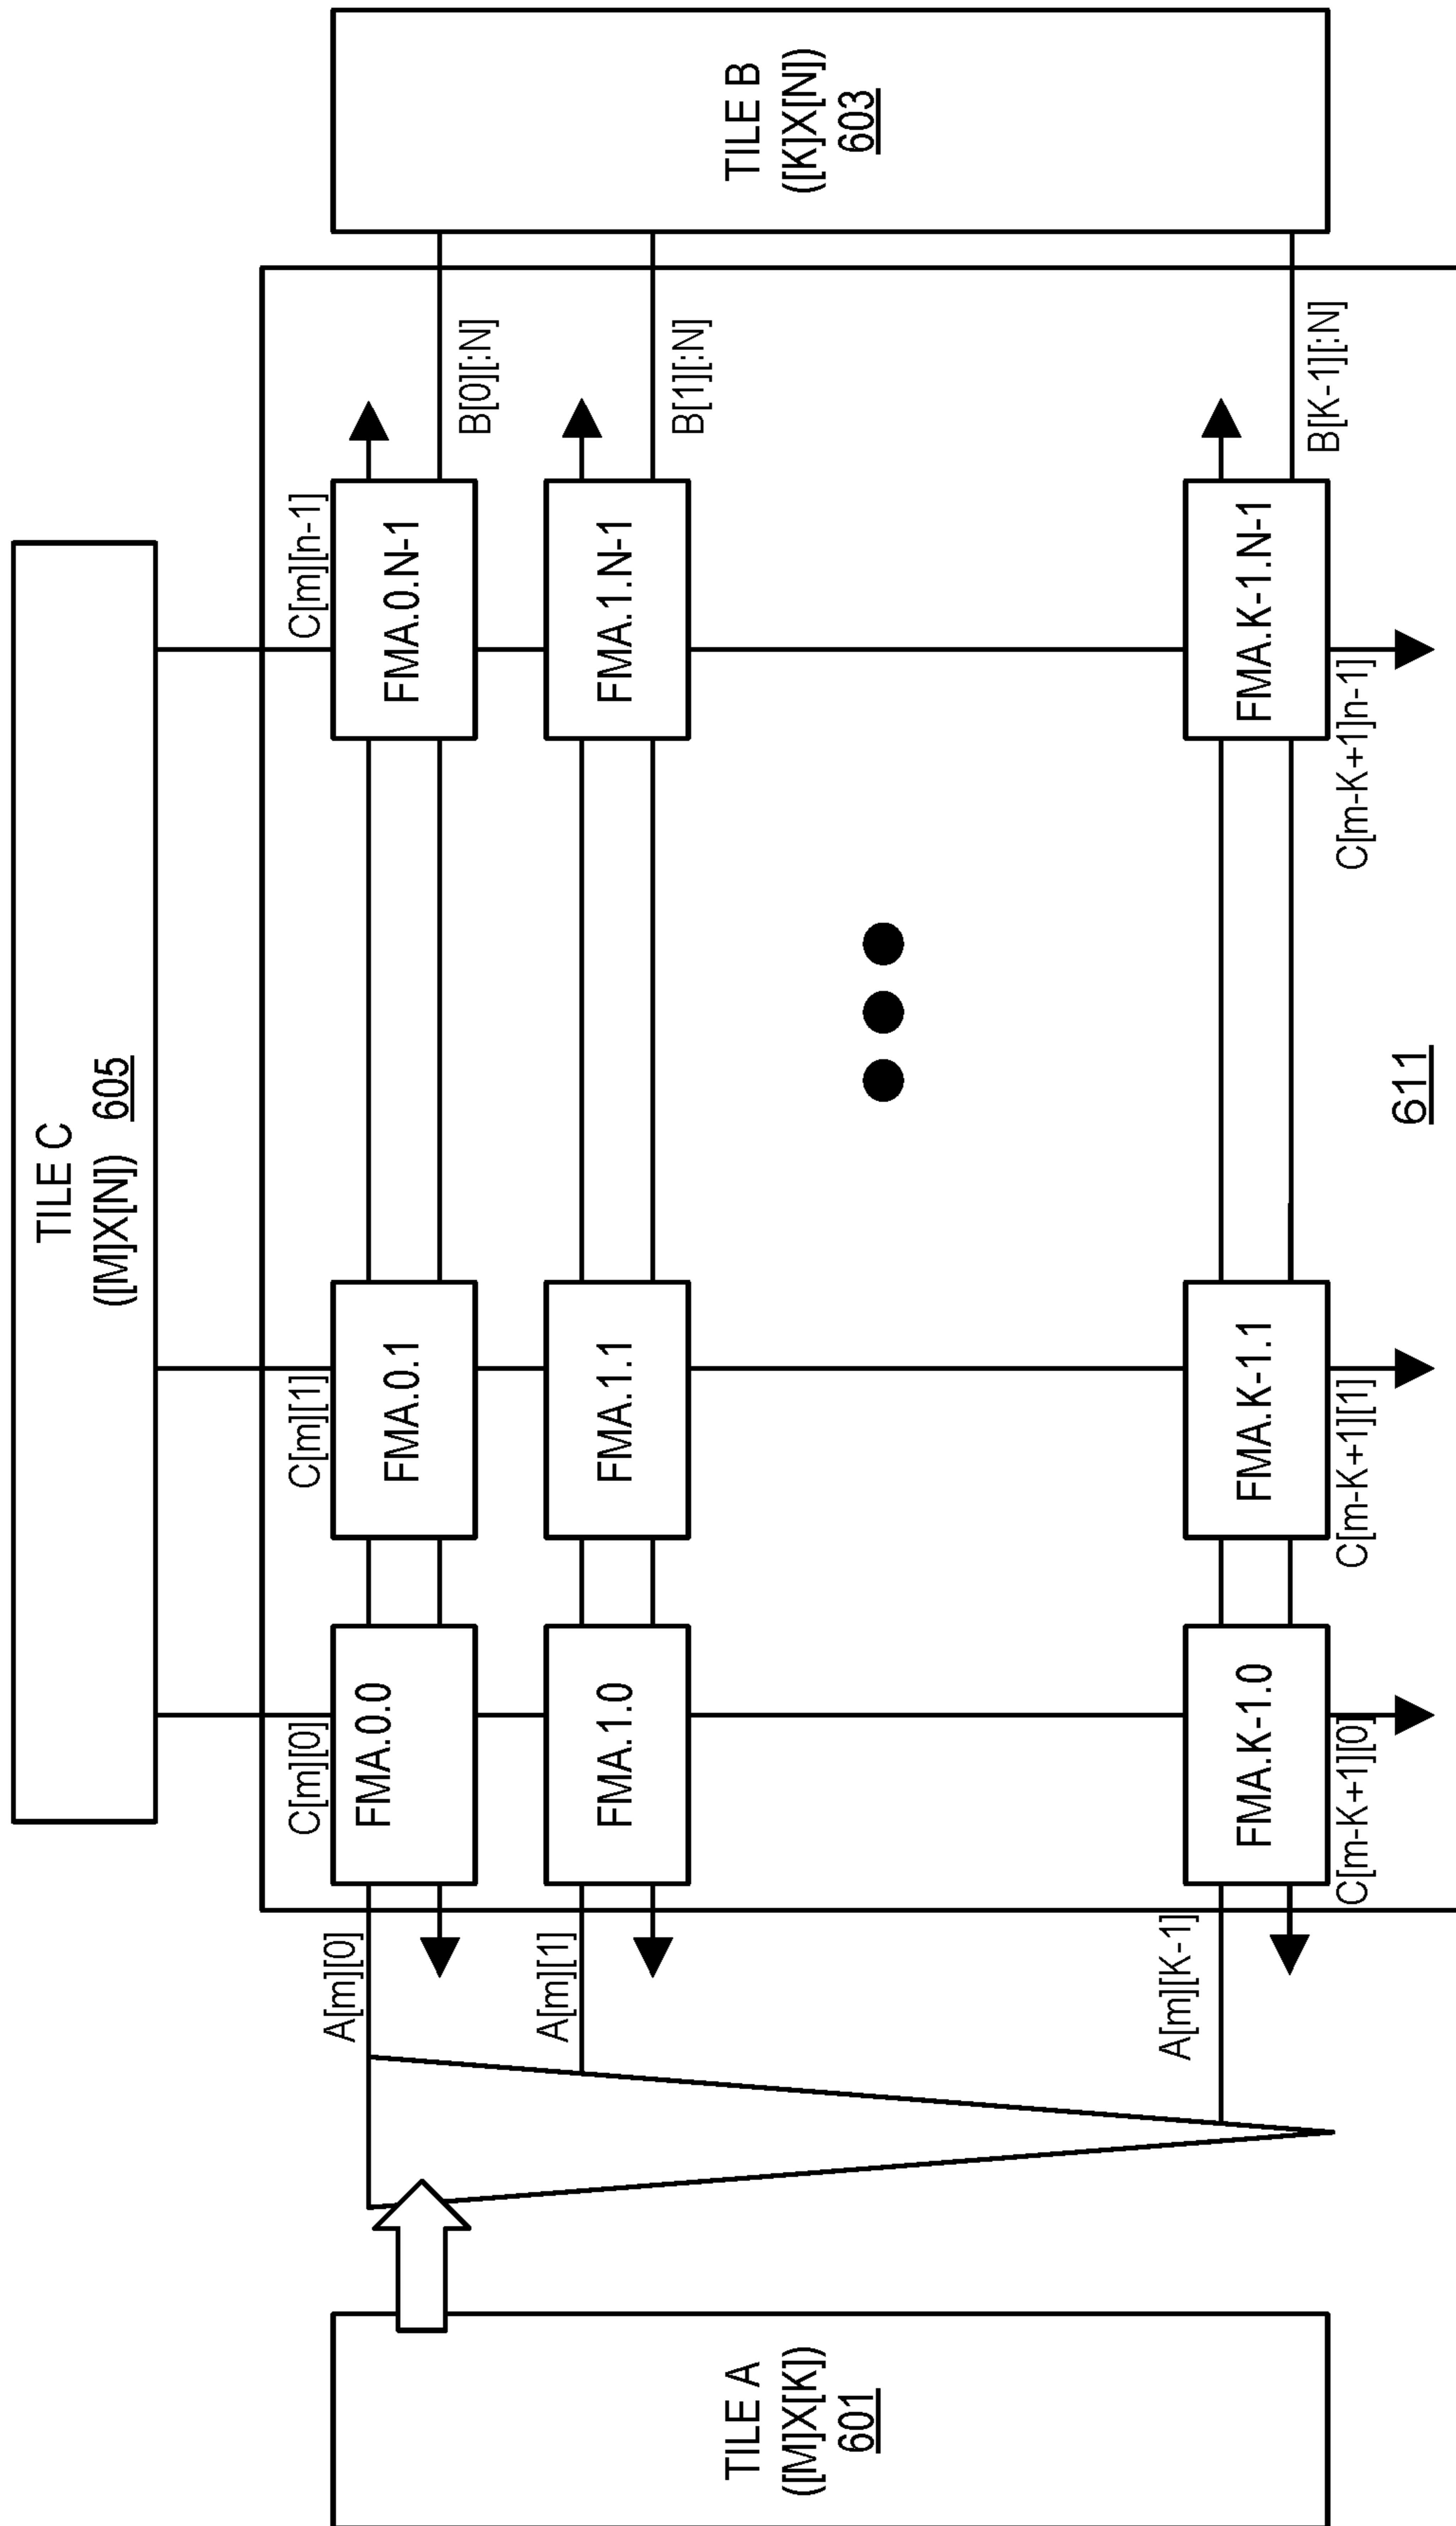 TILE C
([M]X[N]) 605
C[m][0]
C[m][1]
C[m][n-1]
A[m][0]
FMA.0.0
FMA.0.1
FMA.0.N-1
B[0][:N]
A[m][1]
FMA.1.0
FMA.1.1
FMA.1.N-1
B[1][:N]
TILE A
([M]X[K])
601
TILE B
([K]X[N])
603
A[m][K-1]
FMA.K-1.0
FMA.K-1.1
FMA.K-1.N-1
B[K-1][:N]
C[m-K+1][0]
C[m-K+1][1]
C[m-K+1]n-1]
611